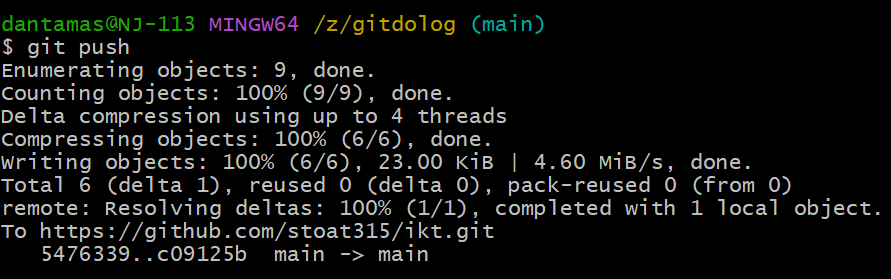 dantamas@NJ-113 MINGW64 /z/gitdolog (main)
$ git push
Enumerating objects: 9, done.
Counting objects: 100% (9/9), done.
Delta compression using up to 4 threads
Compressing objects: 100% (6/6), done.
Writing objects: 100% (6/6), 23.00 KiB | 4.60 MiB/s, done.
Total 6 (delta 1), reused 0 (delta 0), pack-reused 0 (from 0)
remote: Resolving deltas: 100% (1/1), completed with 1 local object.
To https://github.com/stoat315/ikt.git
   5476339..c09125b  main -> main